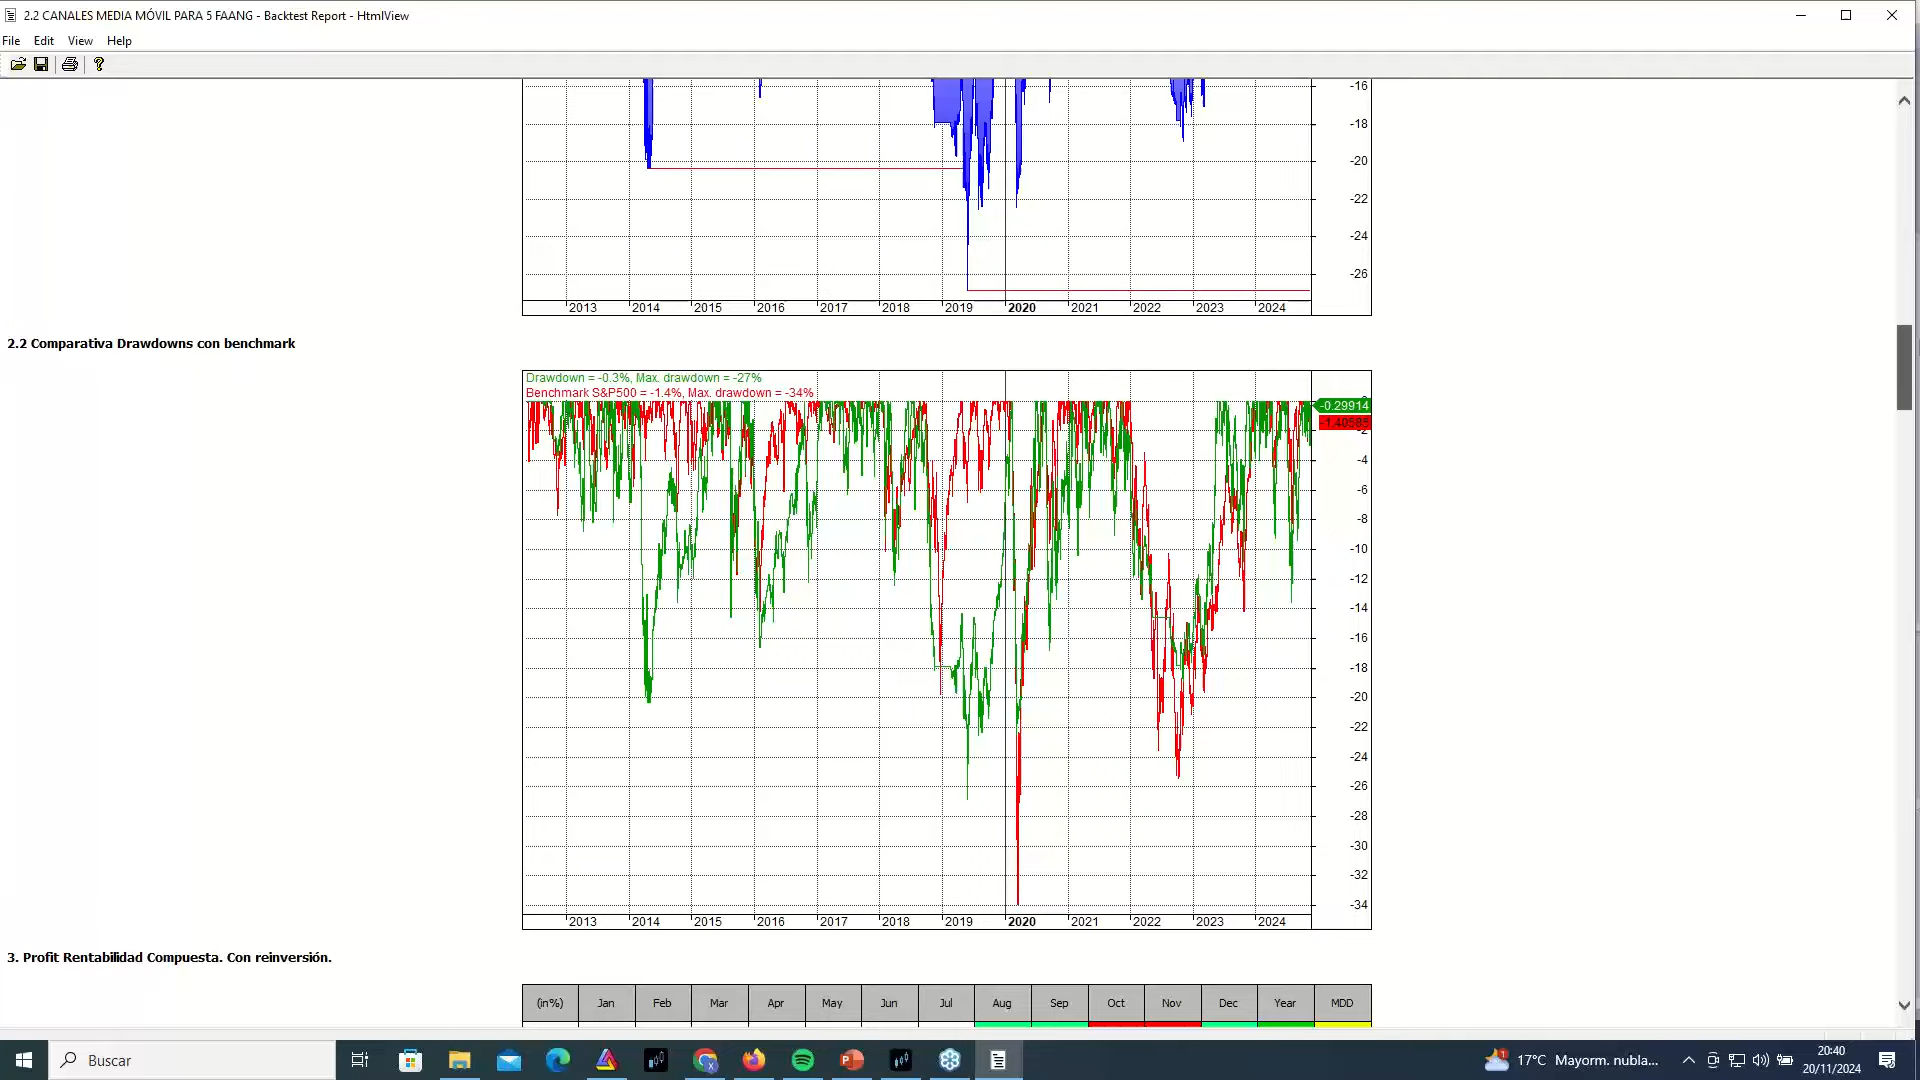 2.2 CANALES MEDIA MÓVIL PARA 5 FAANG - Backtest Report - HtmlView
File Edit View Help
-16
-18
-20
-22
-24
-26
2013 2014 2015 2016 2017 2018 2019 2020 2021 2022 2023 2024
2.2 Comparativa Drawdowns con benchmark
Drawdown = -0.3%, Max. drawdown = -27%
Benchmark S&P500 = -1.4%, Max. drawdown = -34%
-0.29914
-2
-4
-6
-8
-10
-12
-14
-16
-18
-20
-22
-24
-26
-28
-30
-32
-34
2013 2014 2015 2016 2017 2018 2019 2020 2021 2022 2023 2024
3. Profit Rentabilidad Compuesta. Con reinversión.
(in%) Jan Feb Mar Apr May Jun Jul Aug Sep Oct Nov Dec Year MDD
Buscar
17°C Mayorm. nubla...
20:40
20/11/2024